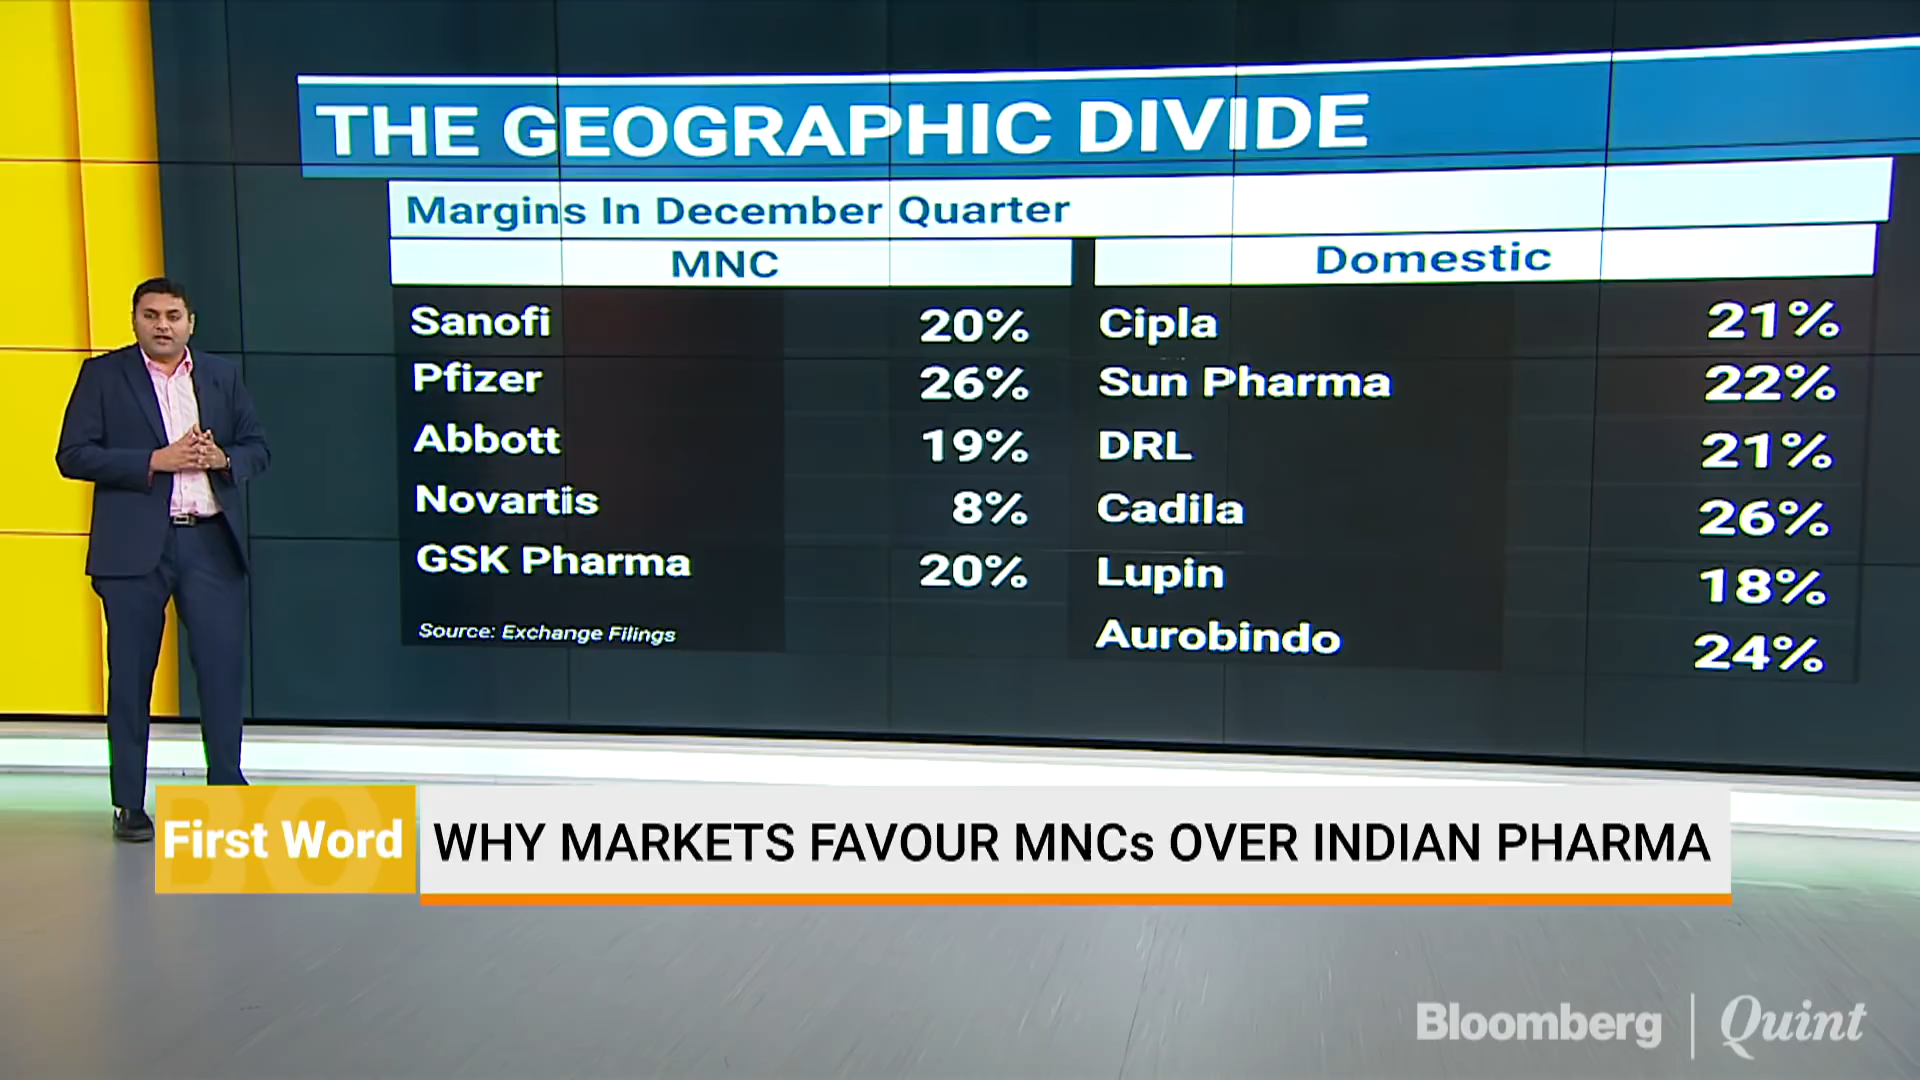 THE GEOGRAPHIC DIVIDE
Margins In December Quarter
MNC
Domestic
Sanofi 20%
Pfizer 26%
Abbott 19%
Novartis 8%
GSK Pharma 20%
Source: Exchange Filings
Cipla 21%
Sun Pharma 22%
DRL 21%
Cadila 26%
Lupin 18%
Aurobindo 24%
First Word
WHY MARKETS FAVOUR MNCs OVER INDIAN PHARMA
Bloomberg | Quint